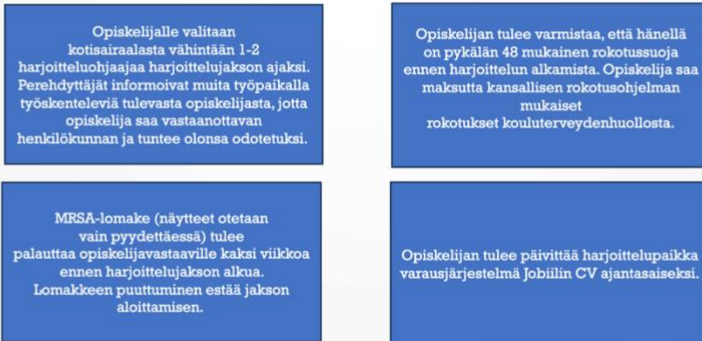 Opiskelijalle valitaan
kotisairaalasta vähintään 1-2
harjoitteluohjaajaa harjoittelujakson ajaksi.
Perehdyttäjät informoivat muita työpaikalla
työskenteleviä tulevasta opiskelijasta, jotta
opiskelija saa vastaanottavan
henkilökunnan ja tuntee olonsa odotetuksi.
Opiskelijan tulee varmistaa, että hänellä
on pykälän 48 mukainen rokotussuoja
ennen harjoittelun alkamista. Opiskelija saa
maksutta kansallisen rokotusohjelman
mukaiset
rokotukset kouluterveydenhuollosta.
MRSA-lomake (näytteet otetaan
vain pyydettäessä) tulee
palauttaa opiskelijavastaaville kaksi viikkoa
ennen harjoittelujakson alkua.
Lomakkeen puuttuminen estää jakson
aloittamisen.
Opiskelijan tulee päivittää harjoittelupaikka
varausjärjestelmä Jobiilin CV ajantasaiseksi.